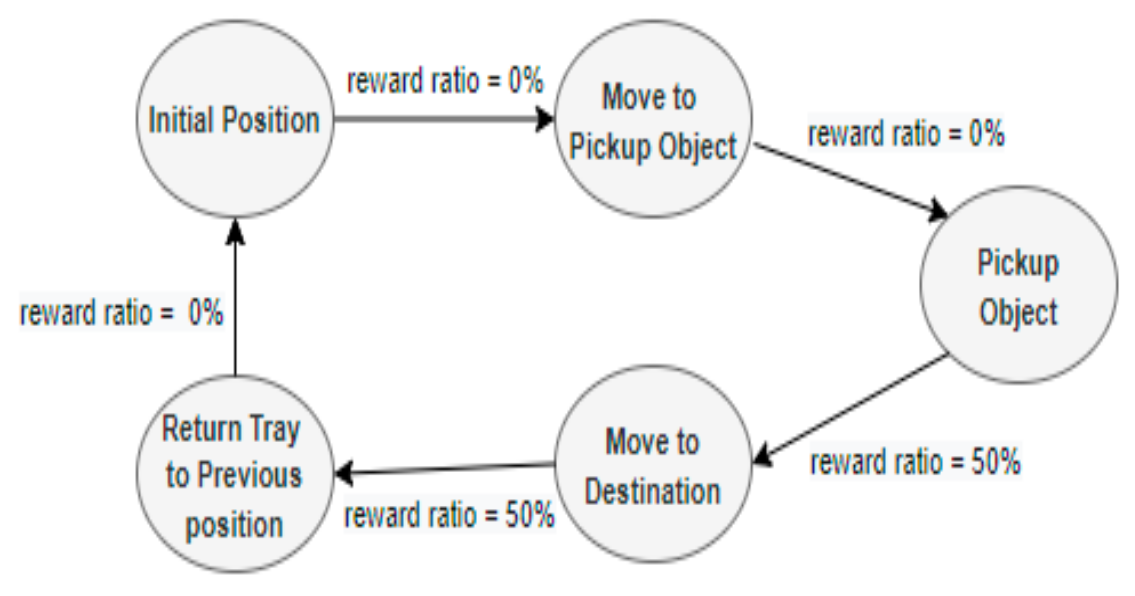 Initial Position
reward ratio = 0%
Move to
Pickup Object
reward ratio = 0%
Pickup
Object
reward ratio = 50%
Move to
Destination
reward ratio = 50%
Return Tray
to Previous
position
reward ratio =  0%